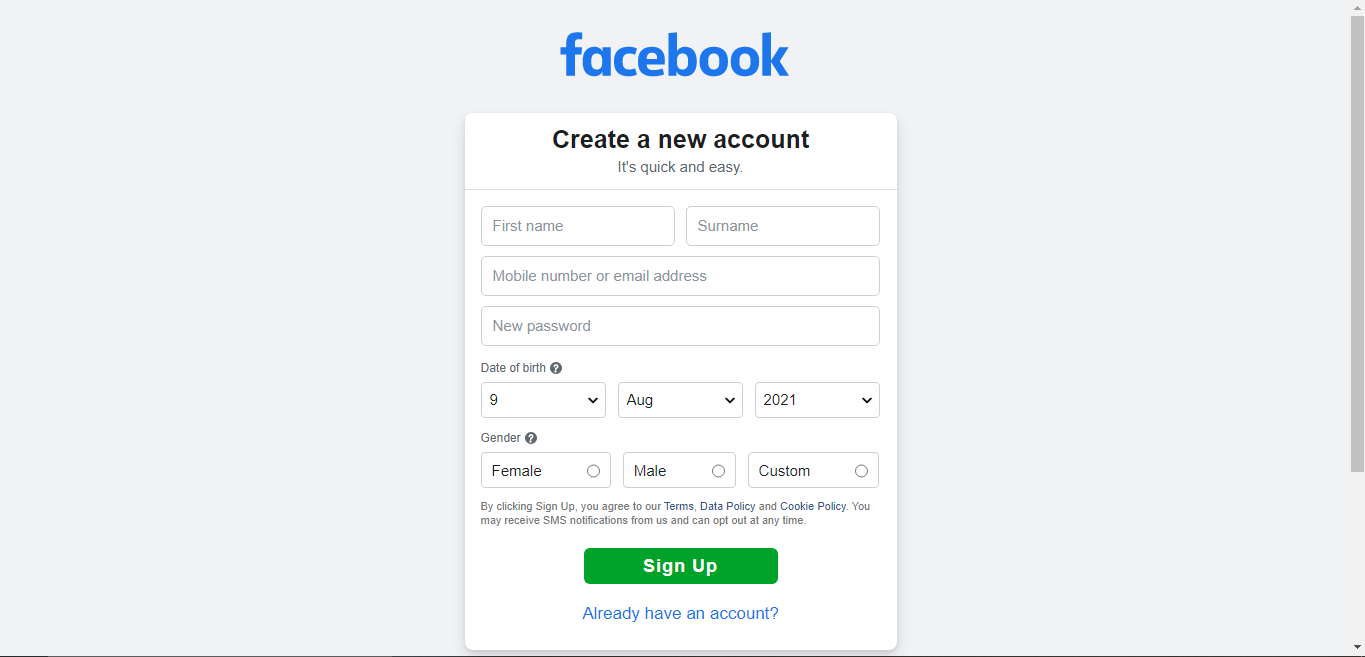 facebook
Create a new account
It's quick and easy.
First name Surname
Mobile number or email address
New password
Date of birth ?
9 Aug 2021
Gender ?
Female Male Custom
By clicking Sign Up, you agree to our Terms, Data Policy and Cookie Policy. You
may receive SMS notifications from us and can opt out at any time.
Sign Up
Already have an account?